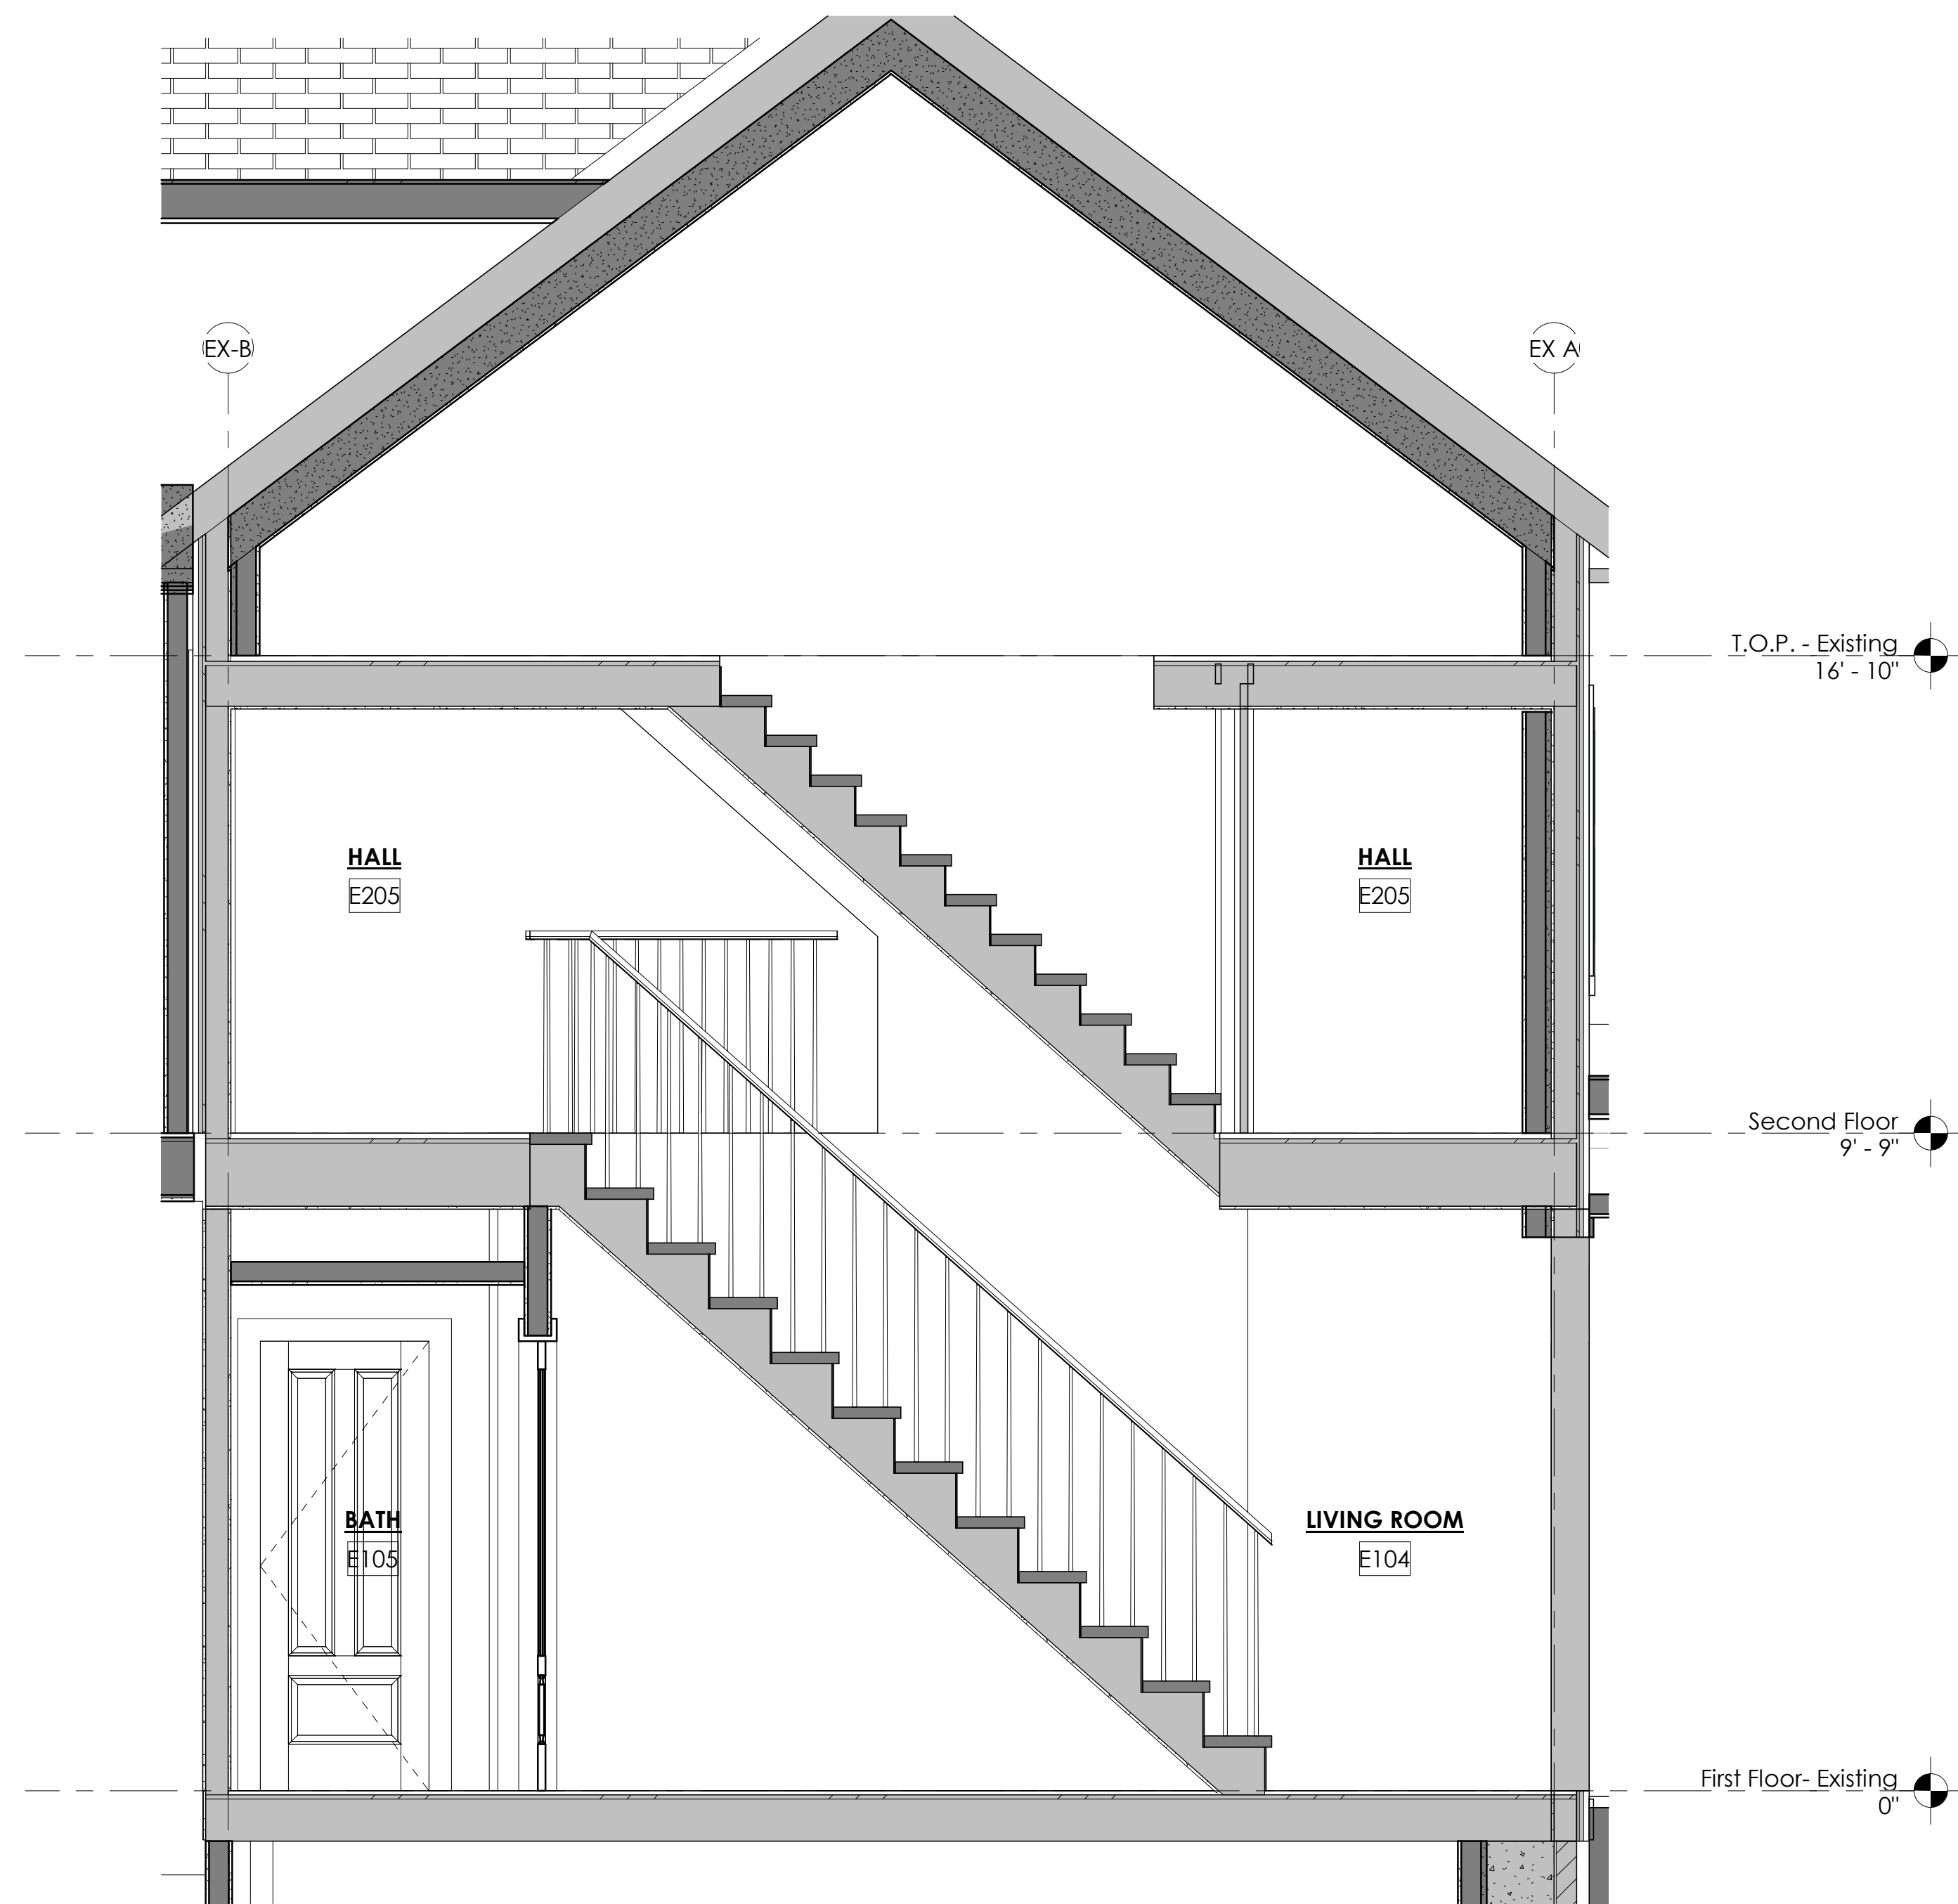 EX-B
EX A
T.O.P. - Existing
16' - 10"
HALL
E205
HALL
E205
Second Floor
9' - 9"
BATH
E105
LIVING ROOM
E104
First Floor- Existing
0"